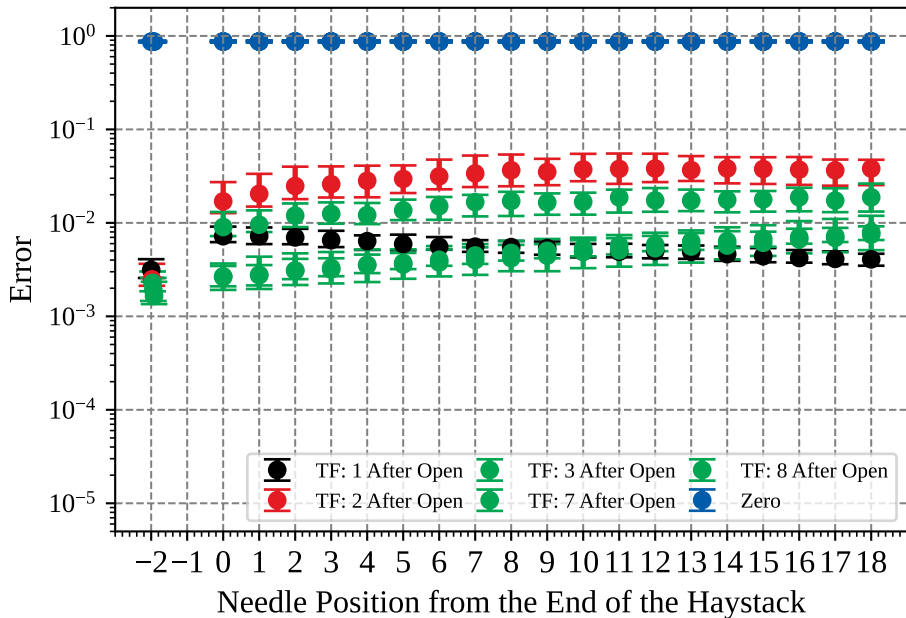 10⁰
10⁻¹
10⁻²
10⁻³
10⁻⁴
10⁻⁵
Error
TF: 1 After Open
TF: 2 After Open
TF: 3 After Open
TF: 7 After Open
TF: 8 After Open
Zero
−2 −1 0 1 2 3 4 5 6 7 8 9 10 11 12 13 14 15 16 17 18
Needle Position from the End of the Haystack